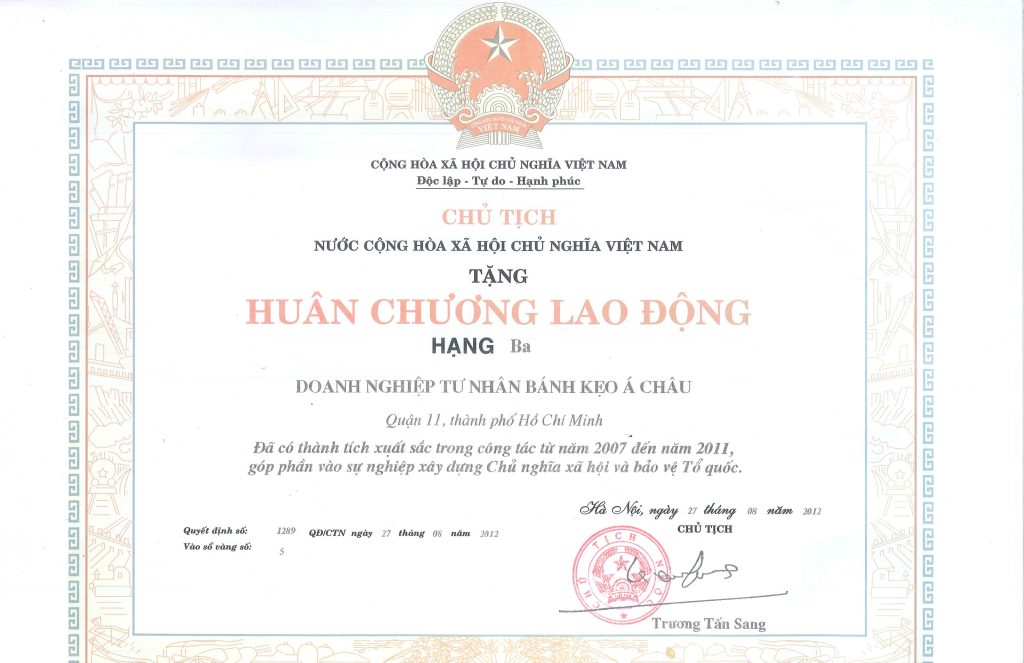 VIỆT NAM
CỘNG HÒA XÃ HỘI CHỦ NGHĨA VIỆT NAM
Độc lập - Tự do - Hạnh phúc
CHỦ TỊCH
NƯỚC CỘNG HÒA XÃ HỘI CHỦ NGHĨA VIỆT NAM
TẶNG
HUÂN CHƯƠNG LAO ĐỘNG
HẠNG Ba
DOANH NGHIỆP TƯ NHÂN BÁNH KẸO Á CHÂU
Quận 11, thành phố Hồ Chí Minh
Đã có thành tích xuất sắc trong công tác từ năm 2007 đến năm 2011,
góp phần vào sự nghiệp xây dựng Chủ nghĩa xã hội và bảo vệ Tổ quốc.
Hà Nội, ngày 27 tháng 08 năm 2012
CHỦ TỊCH
Quyết định số: 1289 QĐ/CTN ngày 27 tháng 08 năm 2012
Vào sổ vàng số: 5
CHỦ TỊCH NƯỚC
Trương Tấn Sang